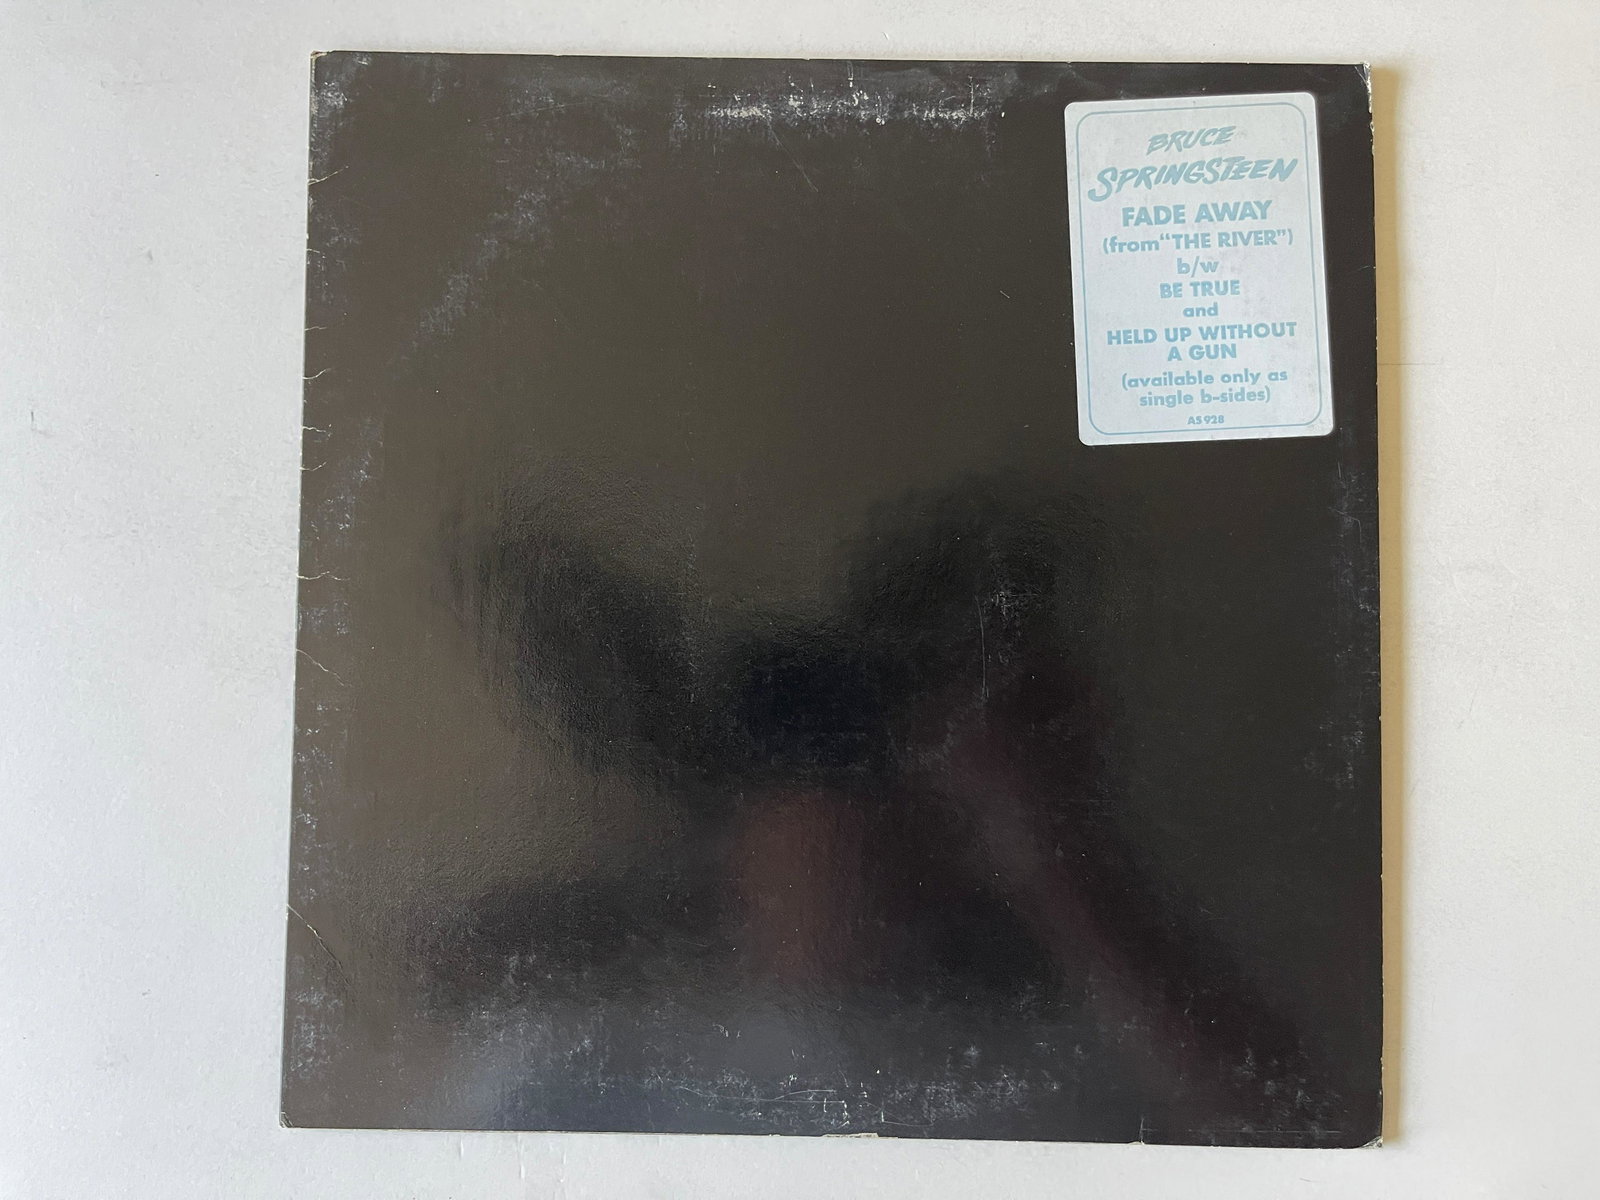 BRUCE
SPRINGSTEEN
FADE AWAY
(from "THE RIVER")
b/w
BE TRUE
and
HELD UP WITHOUT
A GUN
(available only as
single b-sides)
AS 928